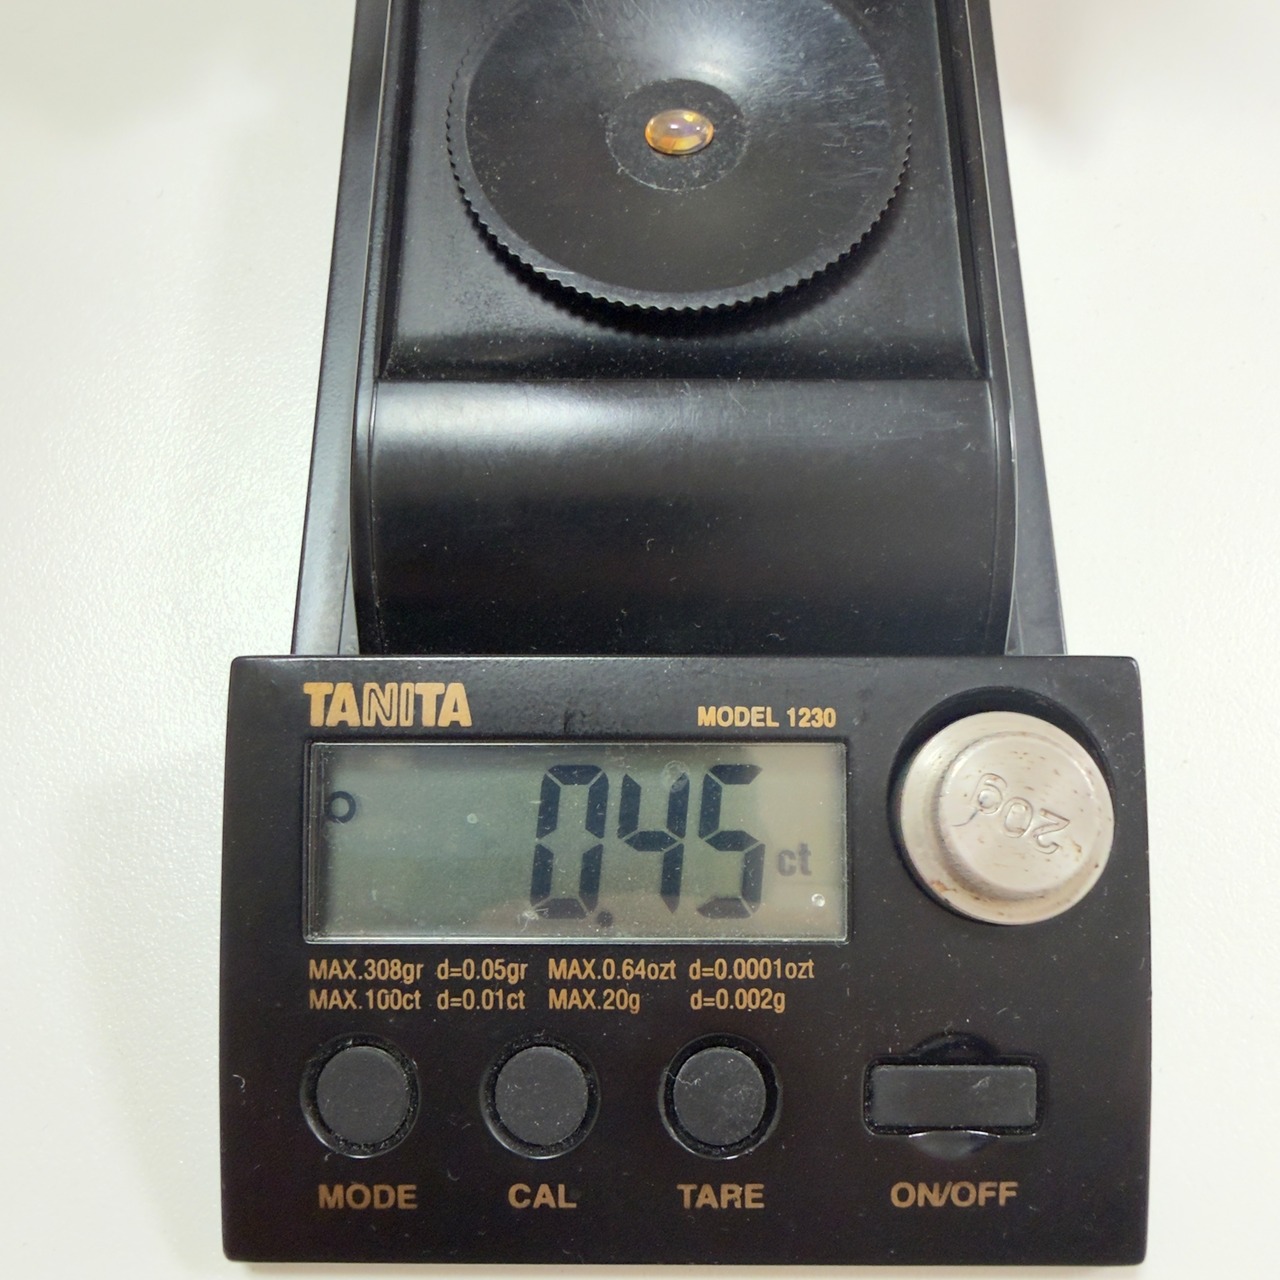 TANITA
MODEL 1230
o
0.45 ct
20g
MAX.308gr d=0.05gr MAX.0.64ozt d=0.0001ozt
MAX.100ct d=0.01ct MAX.20g d=0.002g
MODE CAL TARE ON/OFF